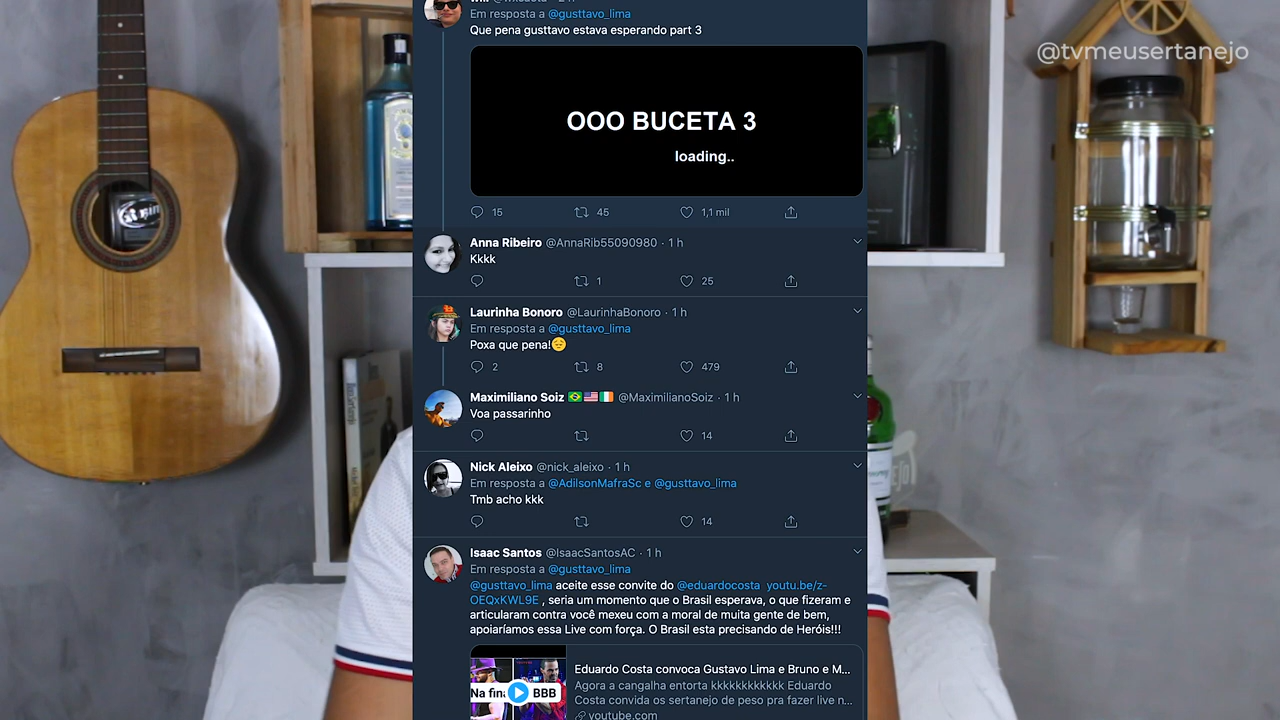 @tvmeusertanejo
Em resposta a @gusttavo_lima
Que pena gusttavo estava esperando part 3
OOO BUCETA 3
loading..
15 45 1,1 mil
Anna Ribeiro @AnnaRib55090980 · 1 h
Kkkk
1 25
Laurinha Bonoro @LaurinhaBonoro · 1 h
Em resposta a @gusttavo_lima
Poxa que pena!😔
2 8 479
Maximiliano Soiz 🇧🇷🇺🇸🇮🇪 @MaximilianoSoiz · 1 h
Voa passarinho
14
Nick Aleixo @nick_aleixo · 1 h
Em resposta a @AdilsonMafraSc e @gusttavo_lima
Tmb acho kkk
14
Isaac Santos @IsaacSantosAC · 1 h
Em resposta a @gusttavo_lima
@gusttavo_lima aceite esse convite do @eduardocosta youtu.be/z-
OEQxKWL9E , seria um momento que o Brasil esperava, o que fizeram e
articularam contra você mexeu com a moral de muita gente de bem,
apoiaríamos essa Live com força. O Brasil esta precisando de Heróis!!!
Na fin BBB
Eduardo Costa convoca Gustavo Lima e Bruno e M...
Agora a cangalha entorta kkkkkkkkkkkk Eduardo
Costa convida os sertanejo de peso pra fazer live n...
youtube.com